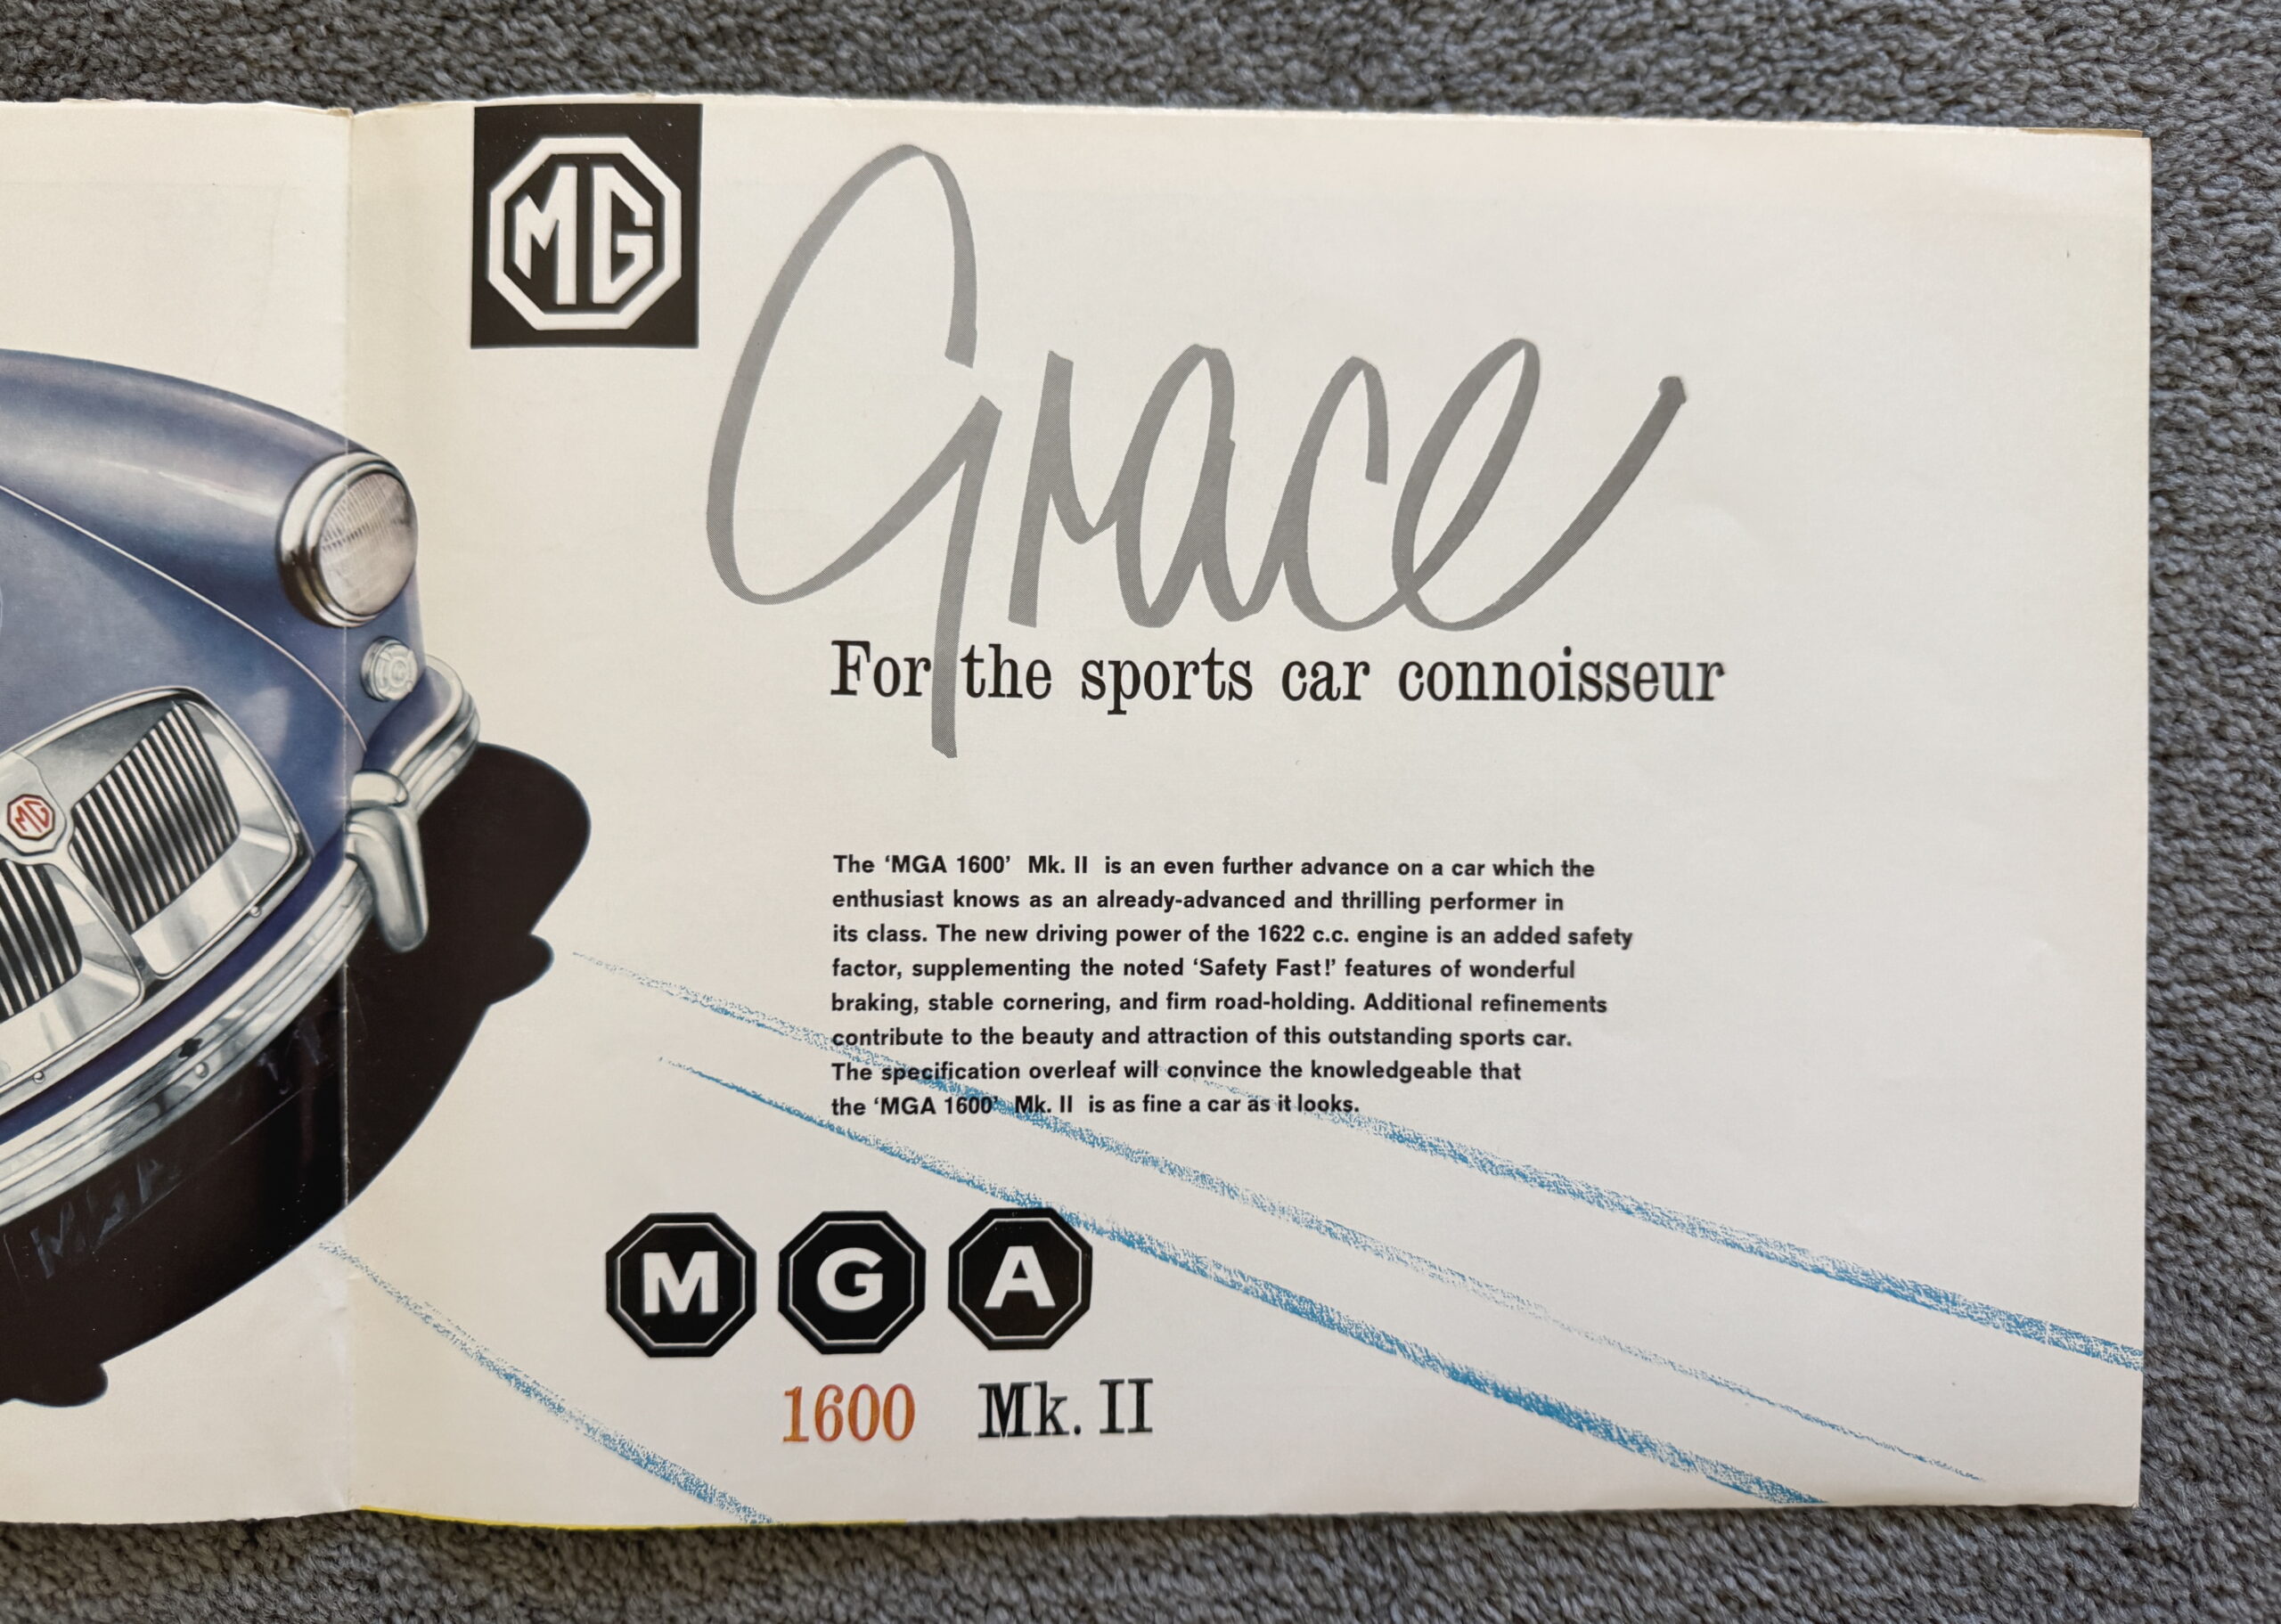 MG
Grace
For the sports car connoisseur
MG
The ‘MGA 1600’ Mk. II is an even further advance on a car which the
enthusiast knows as an already-advanced and thrilling performer in
its class. The new driving power of the 1622 c.c. engine is an added safety
factor, supplementing the noted ‘Safety Fast!’ features of wonderful
braking, stable cornering, and firm road-holding. Additional refinements
contribute to the beauty and attraction of this outstanding sports car.
The specification overleaf will convince the knowledgeable that
the ‘MGA 1600’ Mk. II is as fine a car as it looks.
M G A
1600 Mk. II